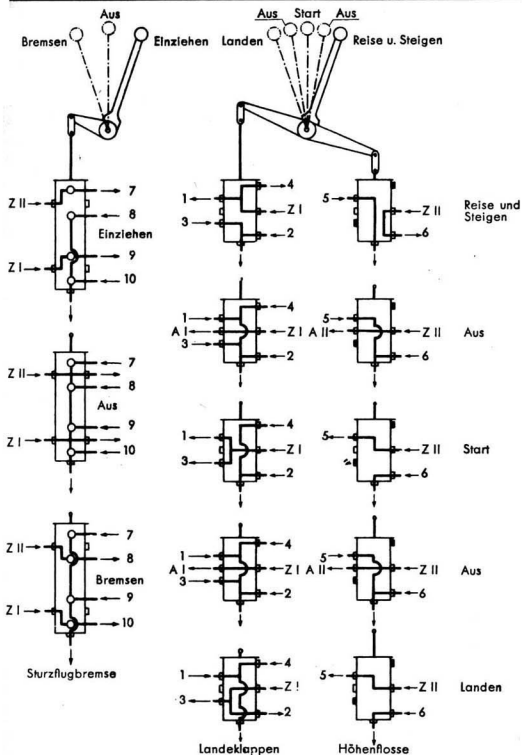 Aus
Bremsen
Einziehen
Aus Start Aus
Landen
Reise u. Steigen
Z II
7
8
Einziehen
Z I
9
10
1
4
Z I
3
2
5
Z II
6
Reise und
Steigen
Z II
7
8
Aus
Z I
9
10
1
4
A I
Z I
3
2
5
A II
Z II
6
Aus
1
4
Z I
3
2
5
Z II
6
Start
Z II
7
8
Bremsen
Z I
9
10
Sturzflugbremse
1
4
A I
Z I
3
2
5
A II
Z II
6
Aus
1
4
Z !
3
2
5
Z II
6
Landen
Landeklappen
Höhenflosse